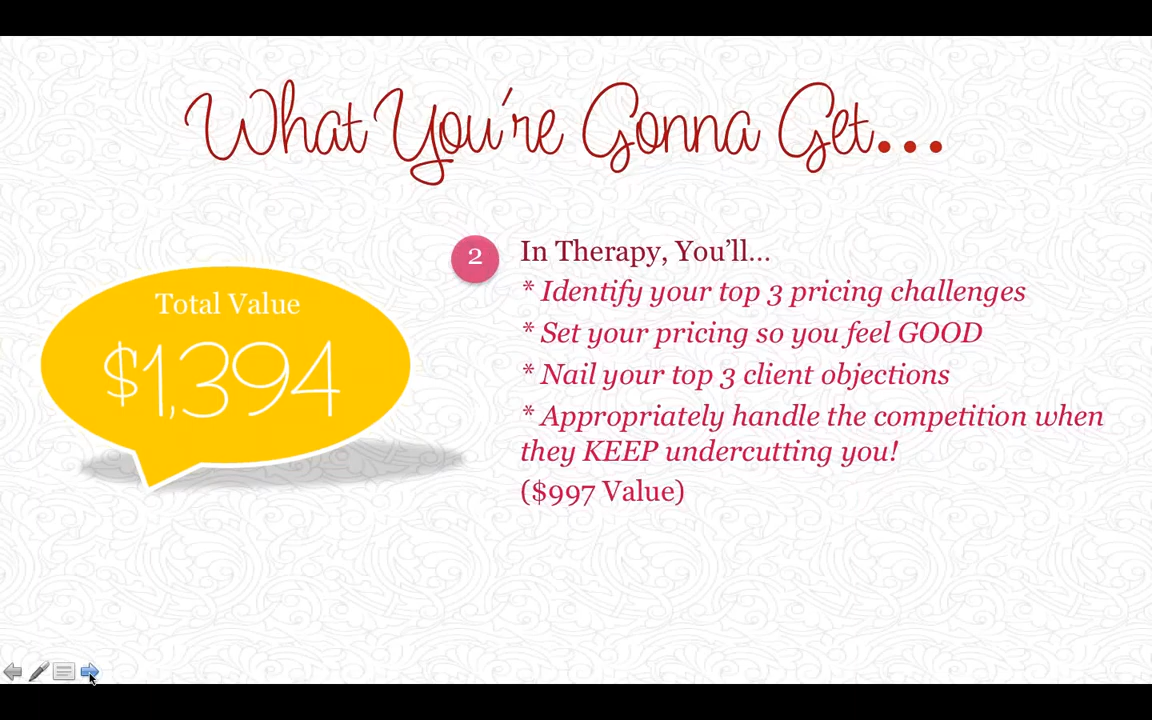 What You're Gonna Get...
Total Value
$1,394
2
In Therapy, You'll...
* Identify your top 3 pricing challenges
* Set your pricing so you feel GOOD
* Nail your top 3 client objections
* Appropriately handle the competition when
they KEEP undercutting you!
($997 Value)